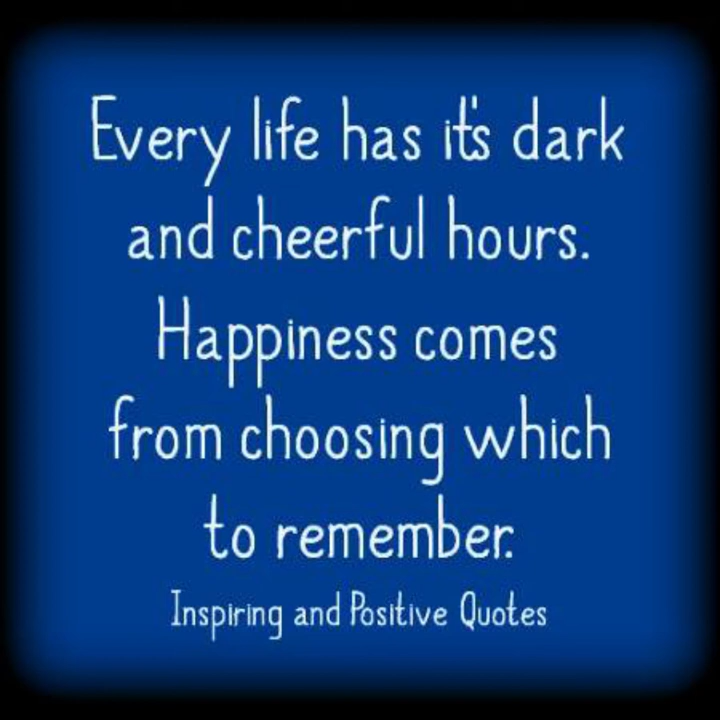 Every life has it's dark
and cheerful hours.
Happiness comes
from choosing which
to remember.
Inspiring and Positive Quotes